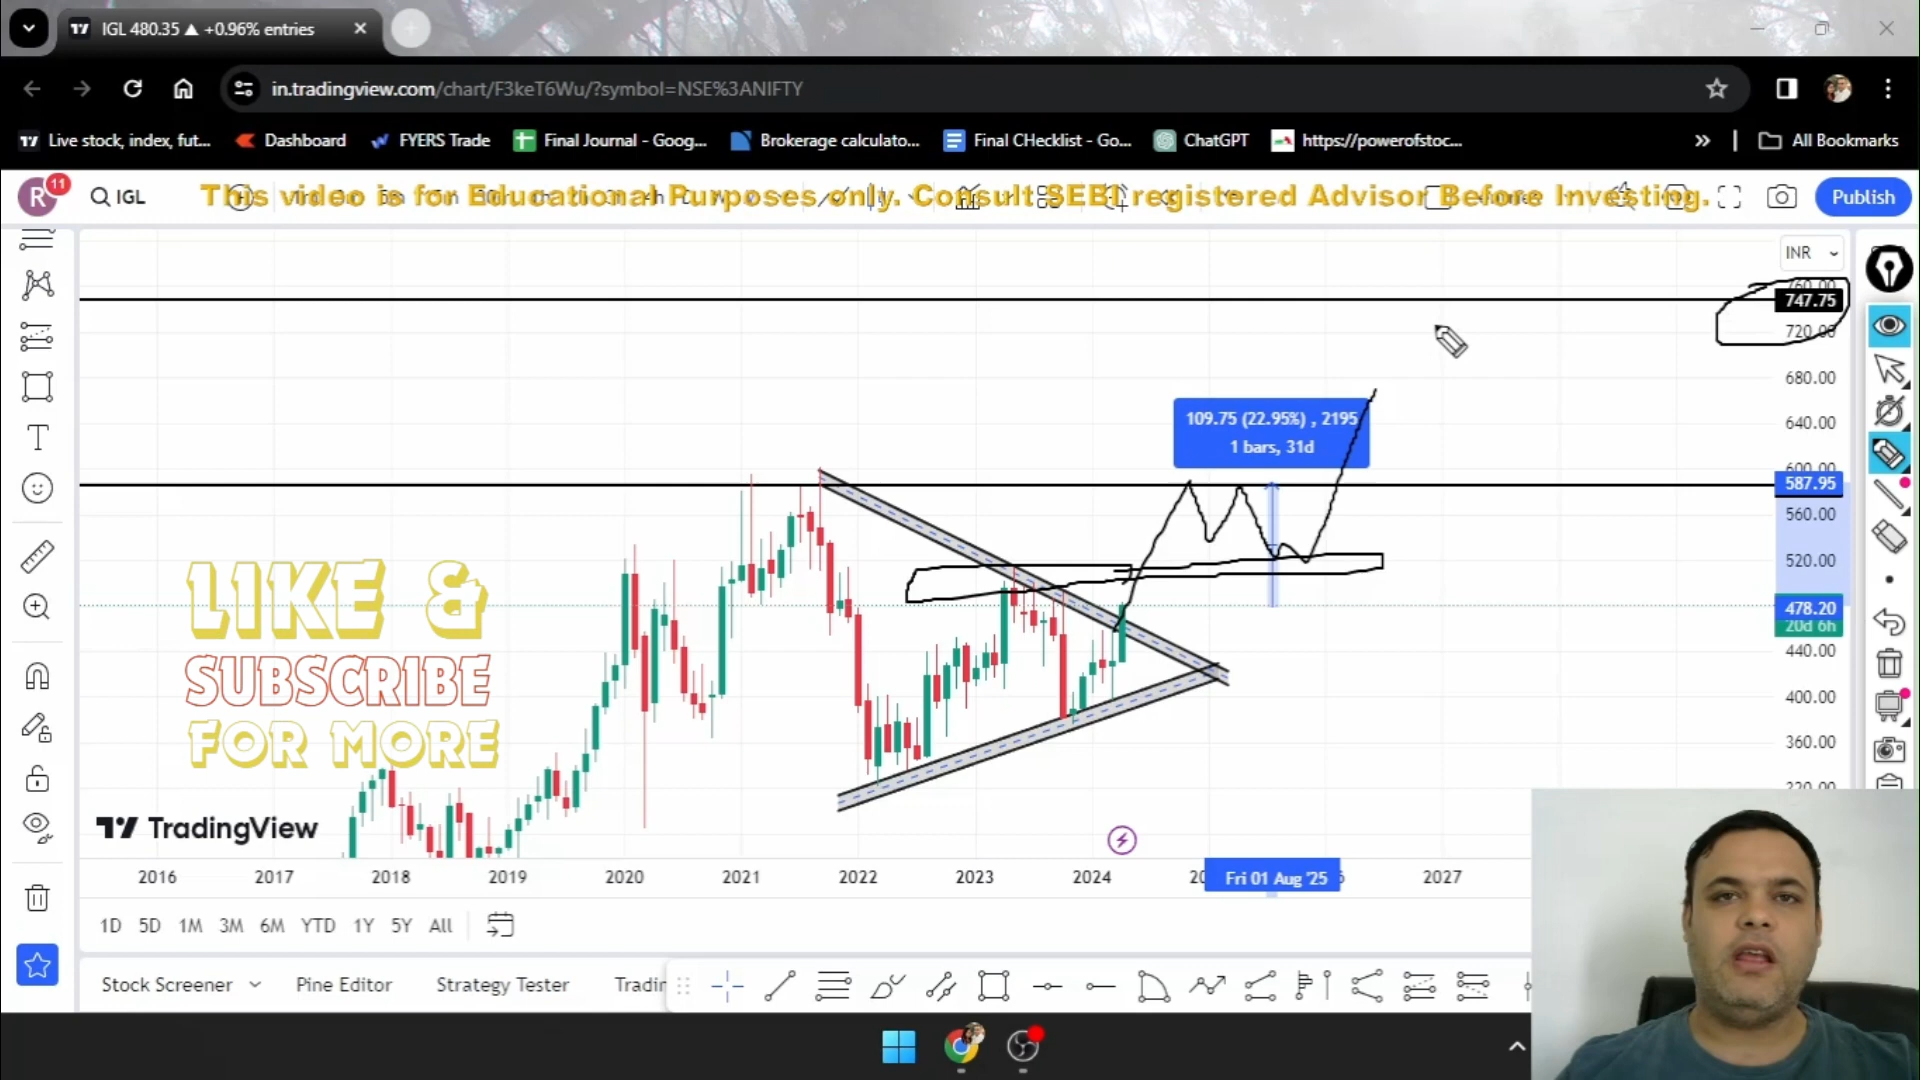 IGL 480.35 ▲ +0.96% entries
in.tradingview.com/chart/F3keT6Wu/?symbol=NSE%3ANIFTY
Live stock, index, fut...
Dashboard
FYERS Trade
Final Journal - Goog...
Brokerage calculato...
Final CHecklist - Go...
ChatGPT
https://powerofstoc...
All Bookmarks
R
11
IGL
This video is for Educational Purposes only. Consult SEBI registered Advisor Before Investing.
Publish
INR
747.75
720.00
680.00
109.75 (22.95%) , 2195
1 bars, 31d
640.00
600.00
587.95
560.00
520.00
478.20
20d 6h
440.00
400.00
360.00
320.00
LIKE &
SUBSCRIBE
FOR MORE
TradingView
2016
2017
2018
2019
2020
2021
2022
2023
2024
Fri 01 Aug '25
2027
1D
5D
1M
3M
6M
YTD
1Y
5Y
All
Stock Screener
Pine Editor
Strategy Tester